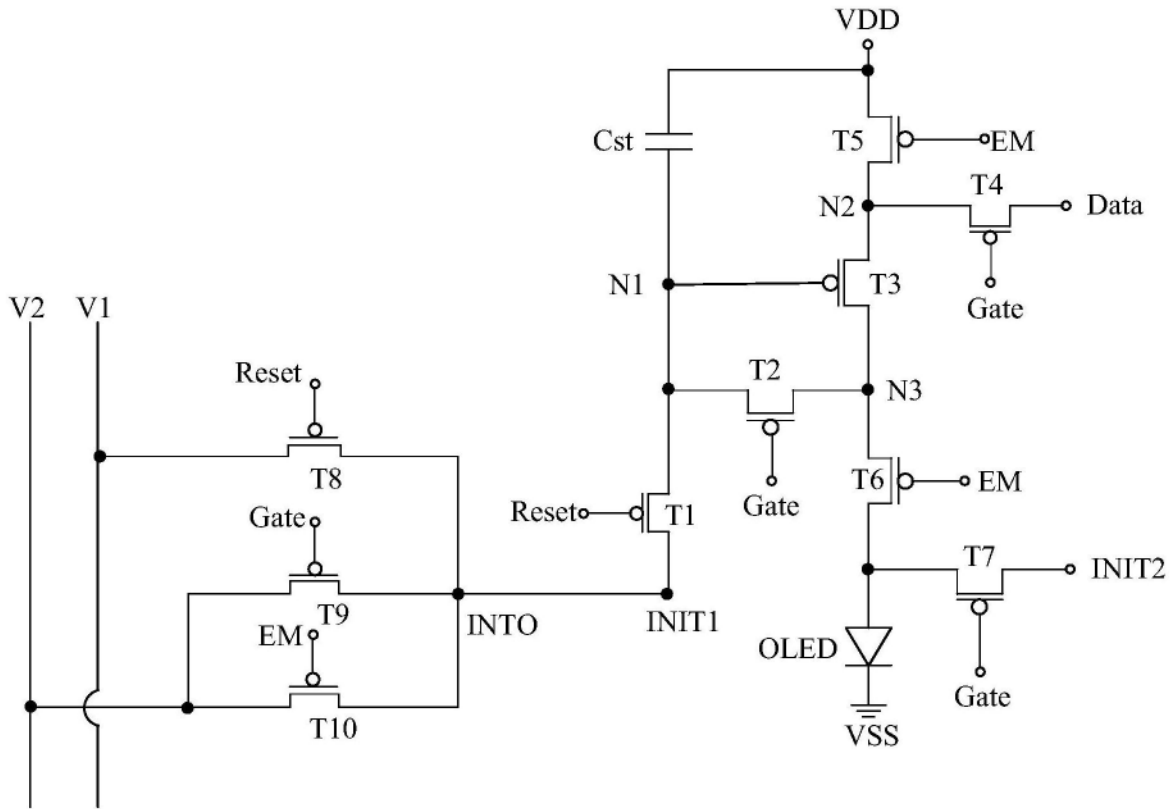 VDD
Cst
T5
EM
T4
N2
Data
N1
T3
Gate
V2
V1
Reset
T2
N3
T8
T6
EM
Gate
Reset
T1
Gate
T7
INIT2
T9
INTO
INIT1
EM
OLED
T10
Gate
VSS